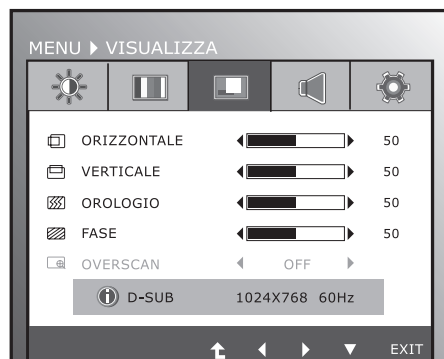 MENU VISUALIZZA
ORIZZONTALE 50
VERTICALE 50
OROLOGIO 50
FASE 50
OVERSCAN OFF
D-SUB 1024X768 60Hz
EXIT